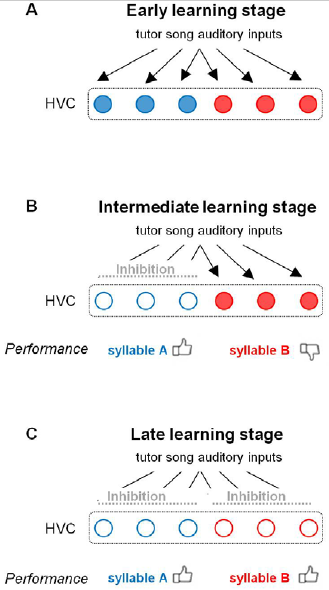 A
Early learning stage
tutor song auditory inputs
HVC
B
Intermediate learning stage
tutor song auditory inputs
Inhibition
HVC
Performance syllable A syllable B
C
Late learning stage
tutor song auditory inputs
Inhibition Inhibition
HVC
Performance syllable A syllable B